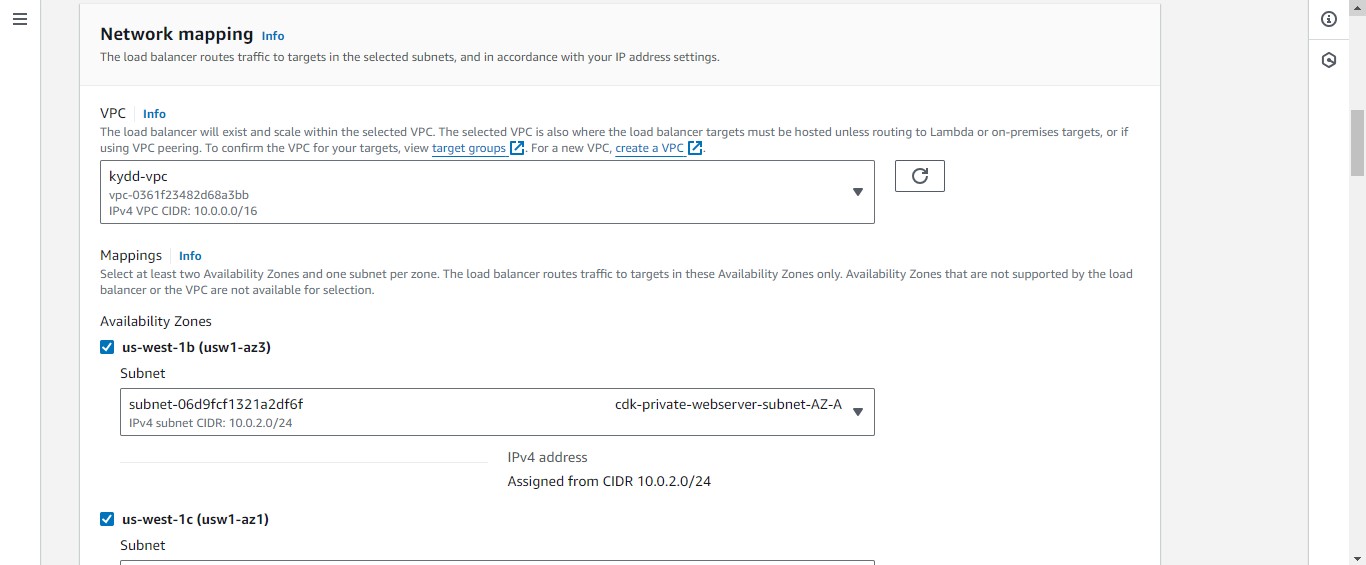 Network mapping Info
The load balancer routes traffic to targets in the selected subnets, and in accordance with your IP address settings.
VPC Info
The load balancer will exist and scale within the selected VPC. The selected VPC is also where the load balancer targets must be hosted unless routing to Lambda or on-premises targets, or if
using VPC peering. To confirm the VPC for your targets, view target groups. For a new VPC, create a VPC.
kydd-vpc
vpc-0361f23482d68a3bb
IPv4 VPC CIDR: 10.0.0.0/16
Mappings Info
Select at least two Availability Zones and one subnet per zone. The load balancer routes traffic to targets in these Availability Zones only. Availability Zones that are not supported by the load
balancer or the VPC are not available for selection.
Availability Zones
us-west-1b (usw1-az3)
Subnet
subnet-06d9fcf1321a2df6f cdk-private-webserver-subnet-AZ-A
IPv4 subnet CIDR: 10.0.2.0/24
IPv4 address
Assigned from CIDR 10.0.2.0/24
us-west-1c (usw1-az1)
Subnet